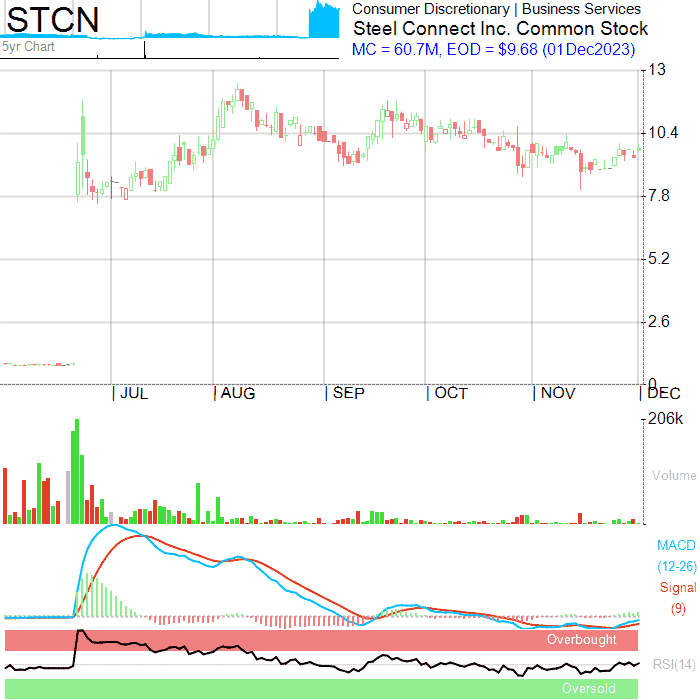 STCN
Consumer Discretionary | Business Services
Steel Connect Inc. Common Stock
5yr Chart
MC = 60.7M, EOD = $9.68 (01Dec2023)
13
10.4
7.8
5.2
2.6
0
JUL AUG SEP OCT NOV DEC
206k
Volume
MACD
(12-26)
Signal
(9)
Overbought
RSI(14)
Oversold